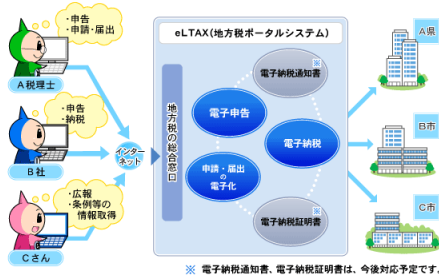 ・申告
・申請・届出
A税理士
・申告
・納税
B社
・広報
・条例等の
情報取得
Cさん
インター
ネット
eLTAX(地方税ポータルシステム)
地方税の総合窓口
※
電子納税通知書
電子申告
電子納税
申請・届出
の
電子化
※
電子納税証明書
A県
B市
C市
※ 電子納税通知書、電子納税証明書は、今後対応予定です。